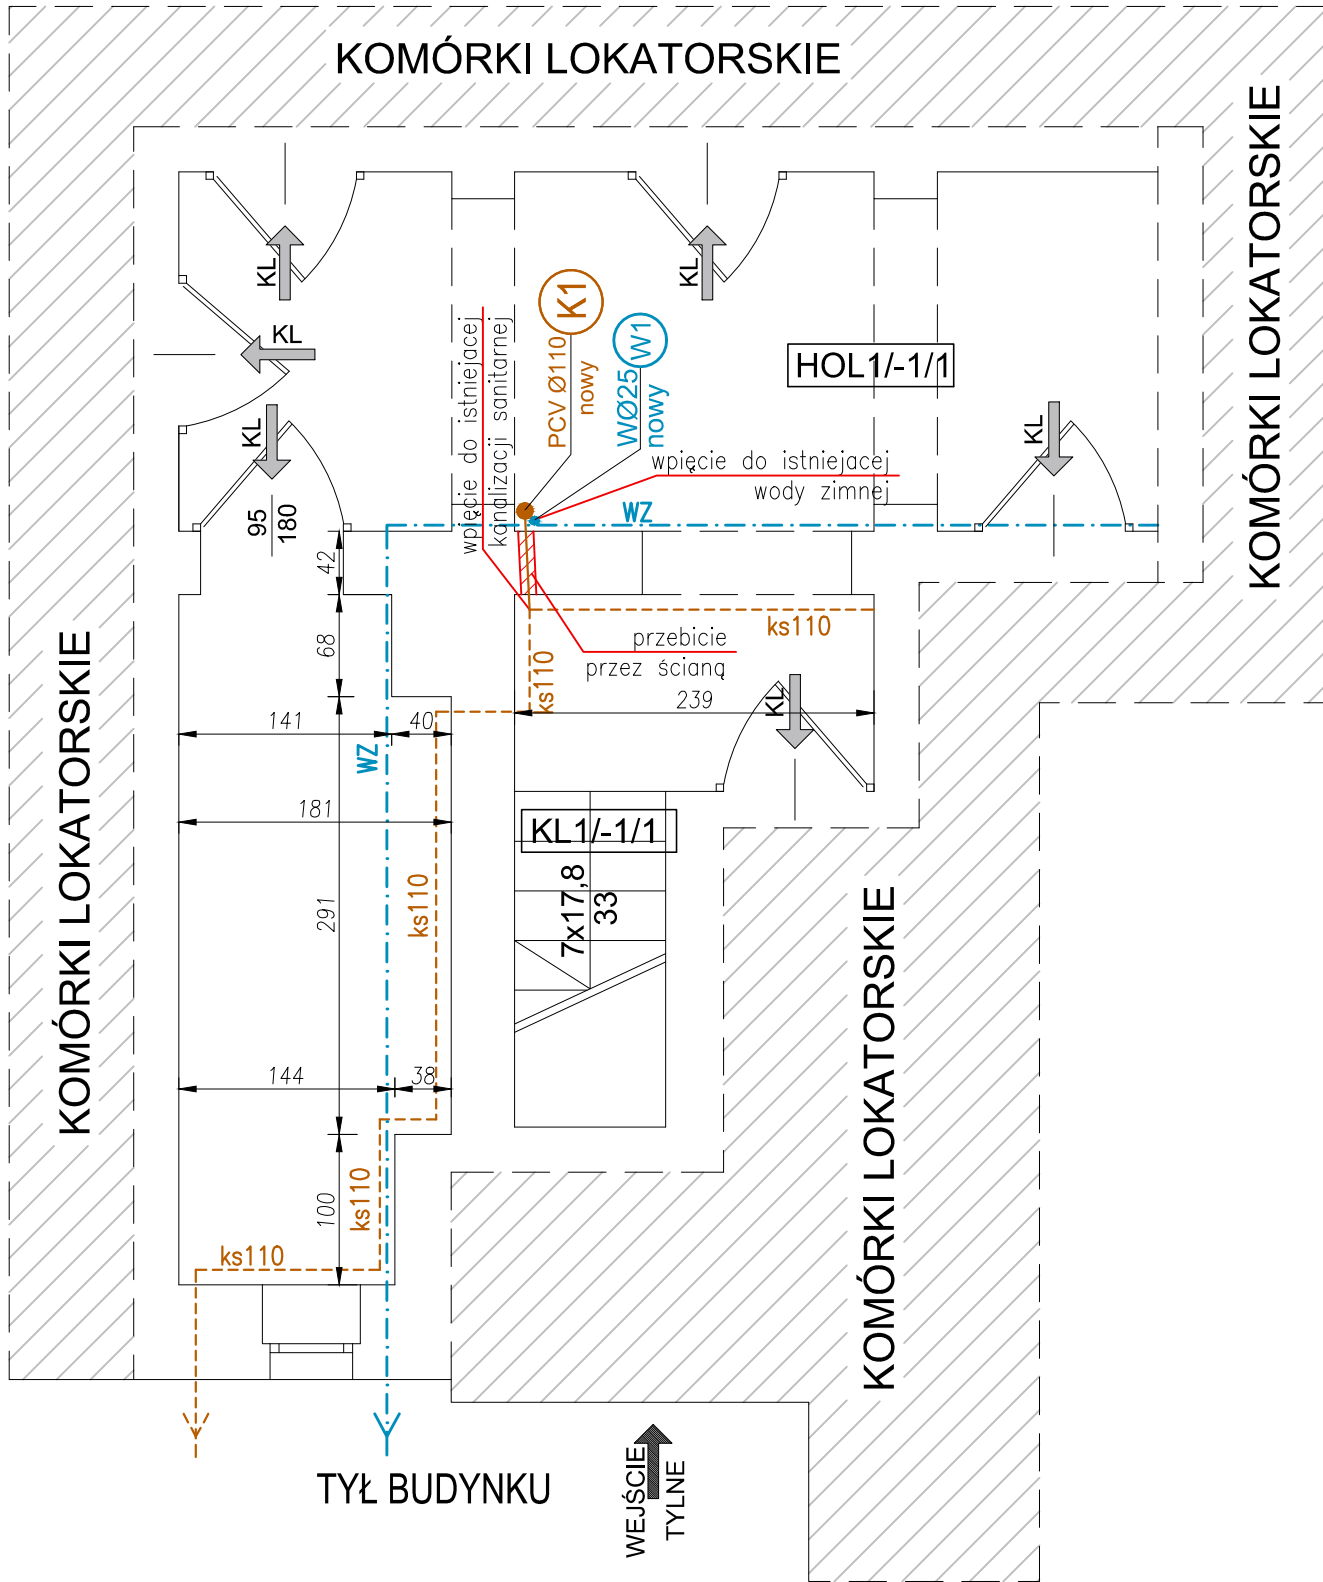 KOMÓRKI LOKATORSKIE
KOMÓRKI LOKATORSKIE
KL
KL
KL
K1
PCV Ø110
nowy
W1
WØ25
nowy
wpięcie do istniejacej
kanalizacji sanitarnej
HOL1/-1/1
KL
KL
wpięcie do istniejacej
wody zimnej
WZ
95
180
42
68
ks110
ks110
przebicie
przez ścianą
239
KL
141
40
WZ
181
KL1/-1/1
7x17,8
33
291
ks110
KOMÓRKI LOKATORSKIE
KOMÓRKI LOKATORSKIE
144
38
100
ks110
ks110
TYŁ BUDYNKU
WEJŚCIE
TYLNE